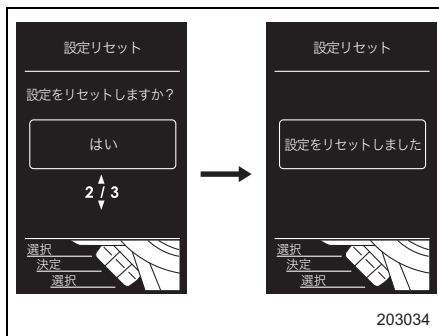 設定リセット
設定をリセットしますか？
はい
2/3
選択
決定
選択
設定リセット
設定をリセットしました
選択
決定
選択
203034